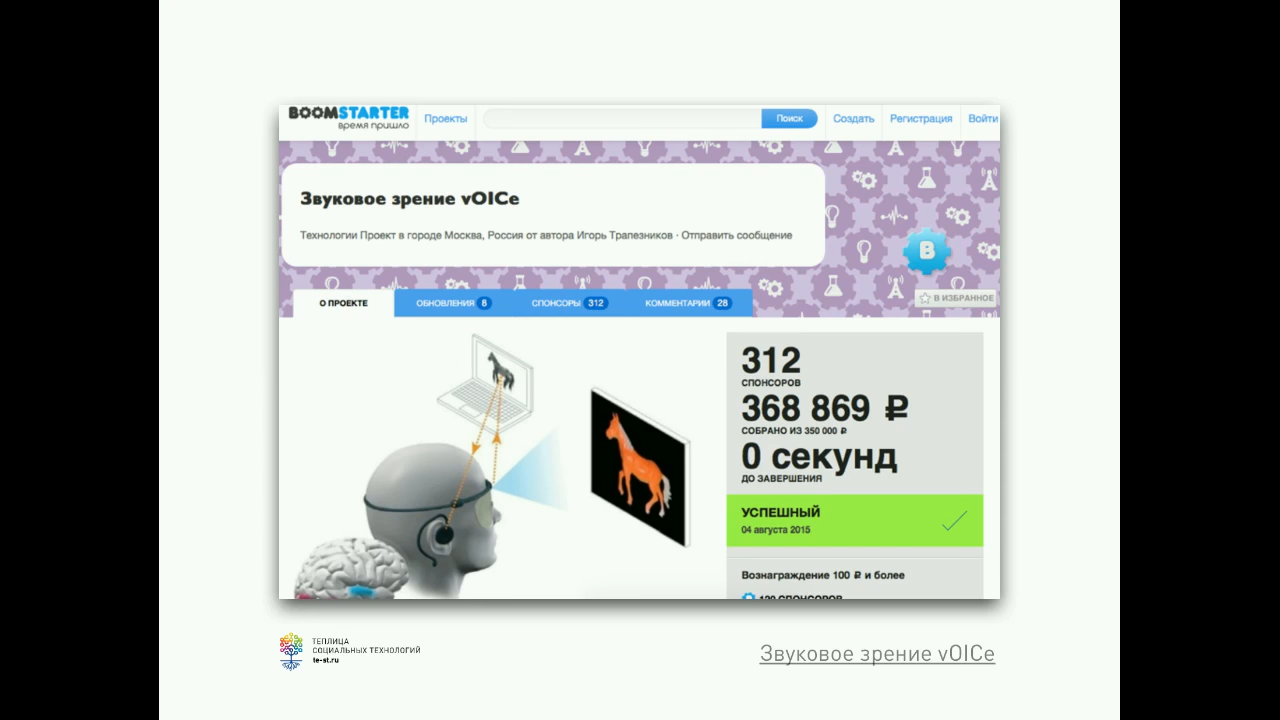 BOOMSTARTER
время пришло
Проекты
Поиск
Создать
Регистрация
Войти
Звуковое зрение vOICe
Технологии Проект в городе Москва, Россия от автора Игорь Трапезников · Отправить сообщение
B
В ИЗБРАННОЕ
О ПРОЕКТЕ
ОБНОВЛЕНИЯ 8
СПОНСОРЫ 312
КОММЕНТАРИИ 28
312
СПОНСОРОВ
368 869 ₽
СОБРАНО ИЗ 350 000 ₽
0 секунд
ДО ЗАВЕРШЕНИЯ
УСПЕШНЫЙ
04 августа 2015
Вознаграждение 100 ₽ и более
ТЕПЛИЦА
СОЦИАЛЬНЫХ ТЕХНОЛОГИЙ
te-st.ru
Звуковое зрение vOICe